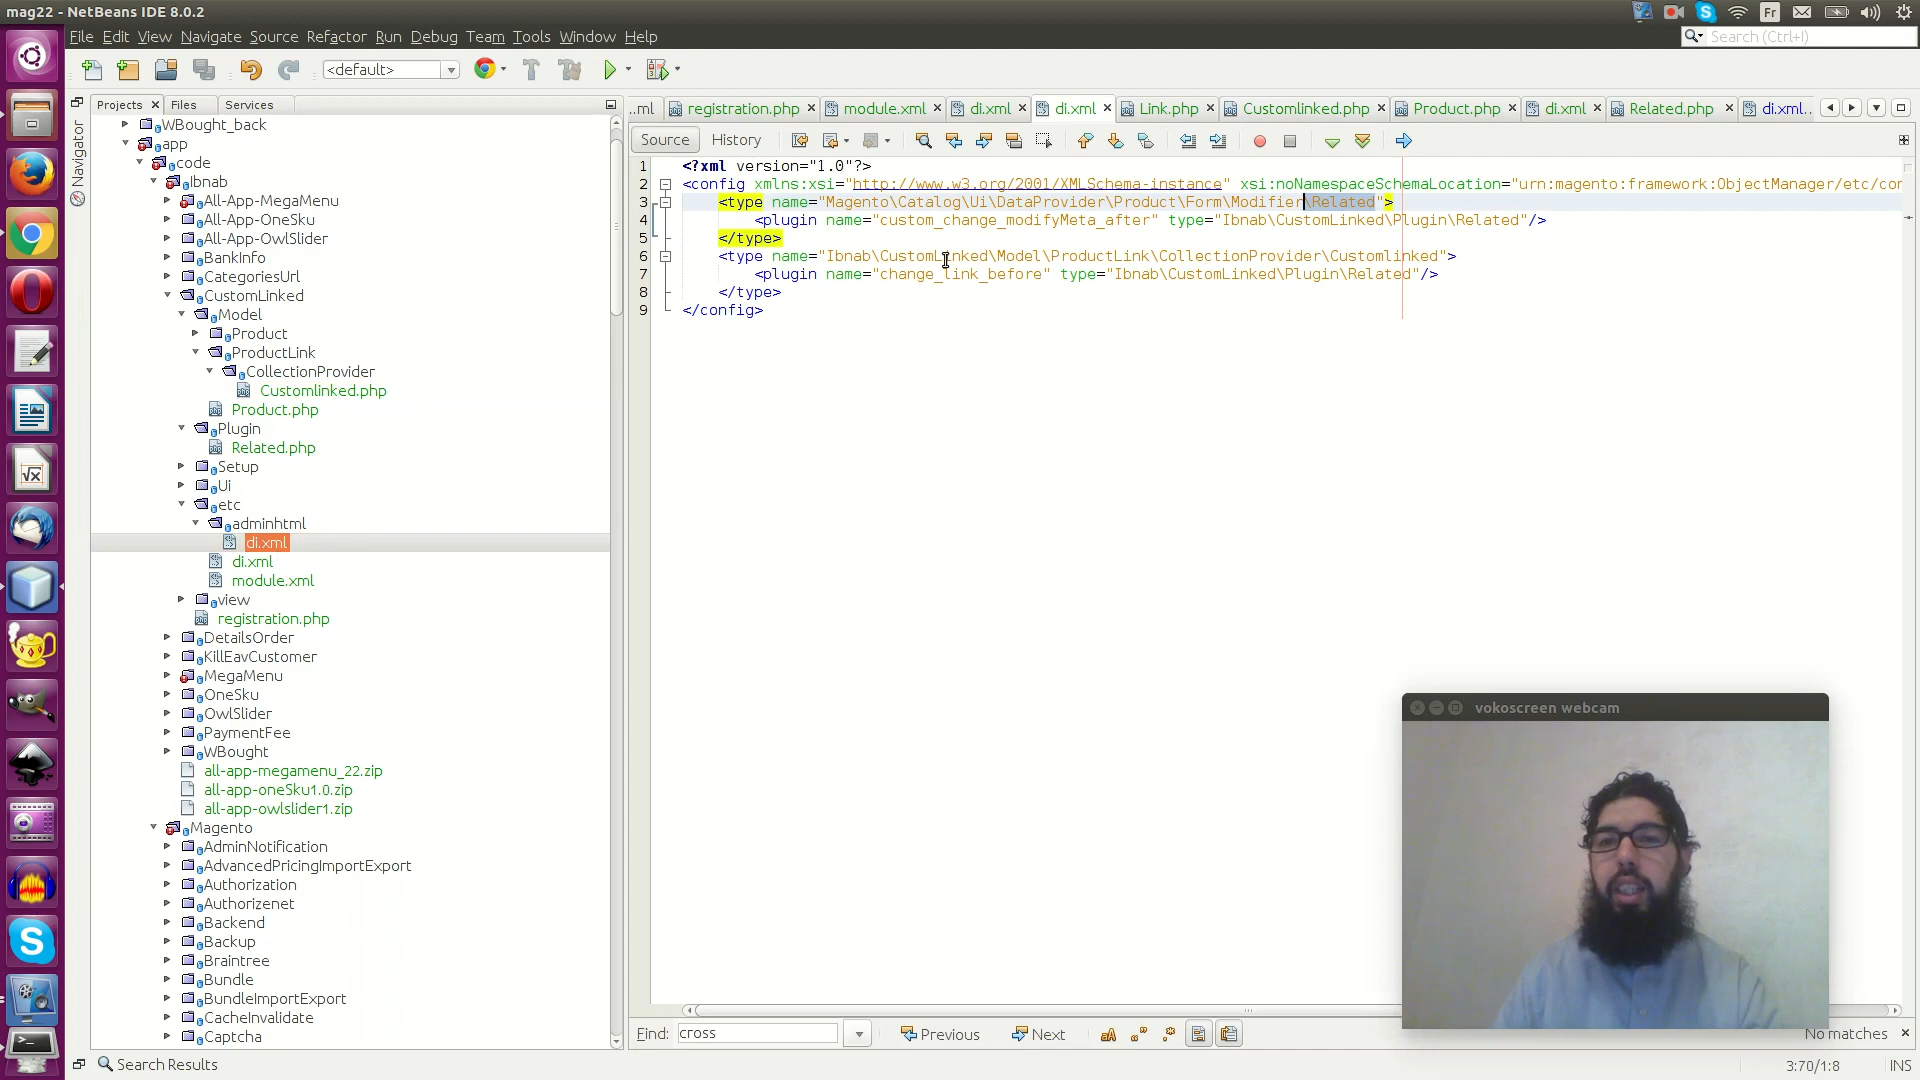 mag22 - NetBeans IDE 8.0.2
Fr
File Edit View Navigate Source Refactor Run Debug Team Tools Window Help
Search (Ctrl+I)
<default>
Projects Files Services
..ml registration.php module.xml di.xml di.xml Link.php Customlinked.php Product.php di.xml Related.php di.xml..
Source History
Navigator
WBought_back
app
code
Ibnab
All-App-MegaMenu
All-App-OneSku
All-App-OwlSlider
BankInfo
CategoriesUrl
CustomLinked
Model
Product
ProductLink
CollectionProvider
Customlinked.php
Product.php
Plugin
Related.php
Setup
Ui
etc
adminhtml
di.xml
di.xml
module.xml
view
registration.php
DetailsOrder
KillEavCustomer
MegaMenu
OneSku
OwlSlider
PaymentFee
WBought
all-app-megamenu_22.zip
all-app-oneSku1.0.zip
all-app-owlslider1.zip
Magento
AdminNotification
AdvancedPricingImportExport
Authorization
Authorizenet
Backend
Backup
Braintree
Bundle
BundleImportExport
CacheInvalidate
Captcha
1 <?xml version="1.0"?>
2 <config xmlns:xsi="http://www.w3.org/2001/XMLSchema-instance" xsi:noNamespaceSchemaLocation="urn:magento:framework:ObjectManager/etc/con
3 <type name="Magento\Catalog\Ui\DataProvider\Product\Form\Modifier\Related">
4 <plugin name="custom_change_modifyMeta_after" type="Ibnab\CustomLinked\Plugin\Related"/>
5 </type>
6 <type name="Ibnab\CustomLinked\Model\ProductLink\CollectionProvider\Customlinked">
7 <plugin name="change_link_before" type="Ibnab\CustomLinked\Plugin\Related"/>
8 </type>
9 </config>
vokoscreen webcam
Find: cross Previous Next No matches
Search Results
3:70/1:8 INS